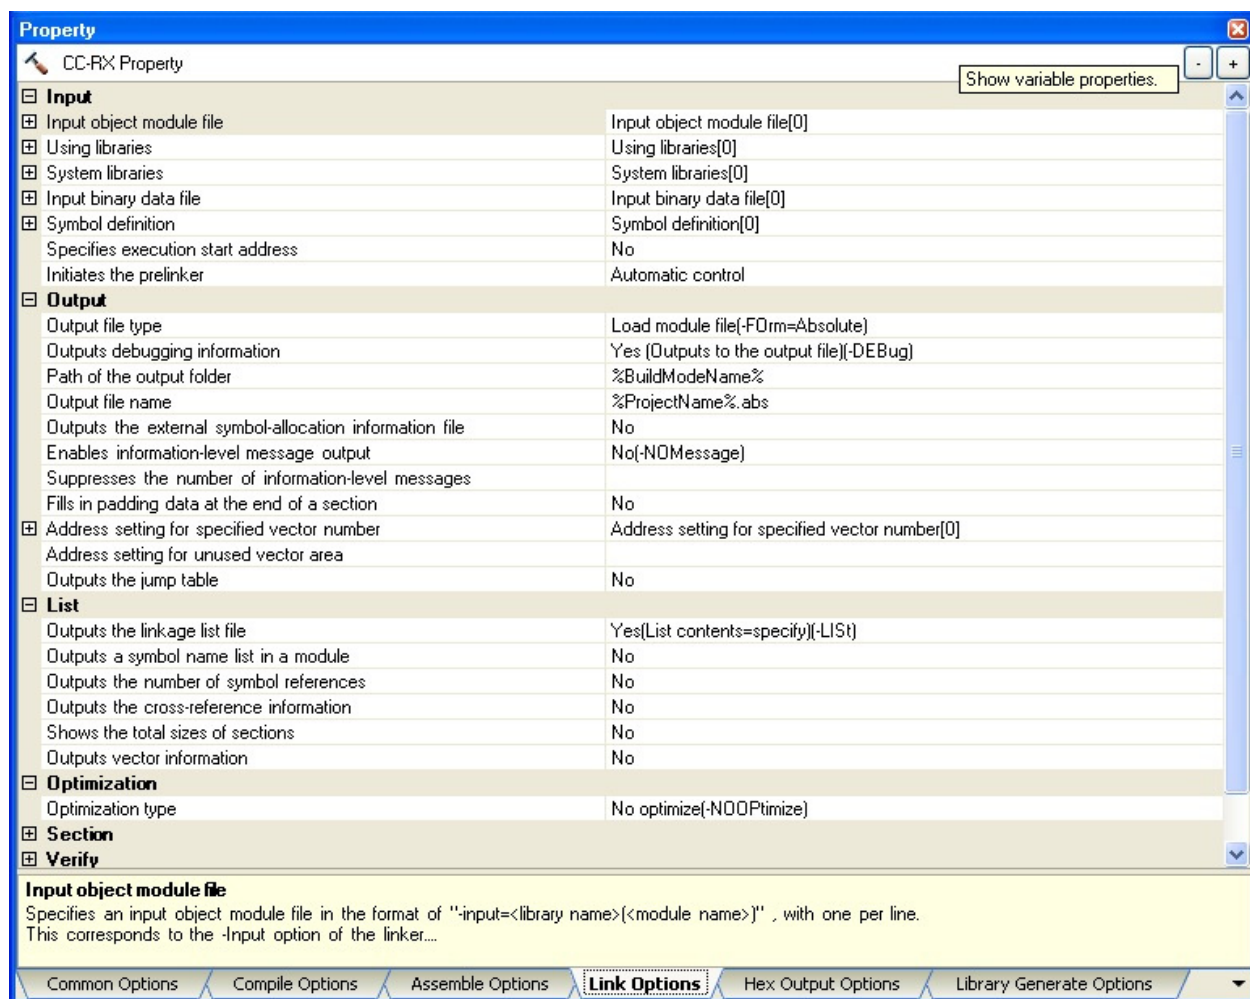 Property
CC-RX Property
- +
Show variable properties.
Input
Input object module file Input object module file[0]
Using libraries Using libraries[0]
System libraries System libraries[0]
Input binary data file Input binary data file[0]
Symbol definition Symbol definition[0]
Specifies execution start address No
Initiates the prelinker Automatic control
Output
Output file type Load module file(-FOrm=Absolute)
Outputs debugging information Yes (Outputs to the output file)(-DEBug)
Path of the output folder %BuildModeName%
Output file name %ProjectName%.abs
Outputs the external symbol-allocation information file No
Enables information-level message output No(-NOMessage)
Suppresses the number of information-level messages
Fills in padding data at the end of a section No
Address setting for specified vector number Address setting for specified vector number[0]
Address setting for unused vector area
Outputs the jump table No
List
Outputs the linkage list file Yes(List contents=specify)(-LISt)
Outputs a symbol name list in a module No
Outputs the number of symbol references No
Outputs the cross-reference information No
Shows the total sizes of sections No
Outputs vector information No
Optimization
Optimization type No optimize(-NOOPtimize)
Section
Verify
Input object module file
Specifies an input object module file in the format of "-input=<library name>(<module name>)" , with one per line.
This corresponds to the -Input option of the linker....
Common Options Compile Options Assemble Options Link Options Hex Output Options Library Generate Options